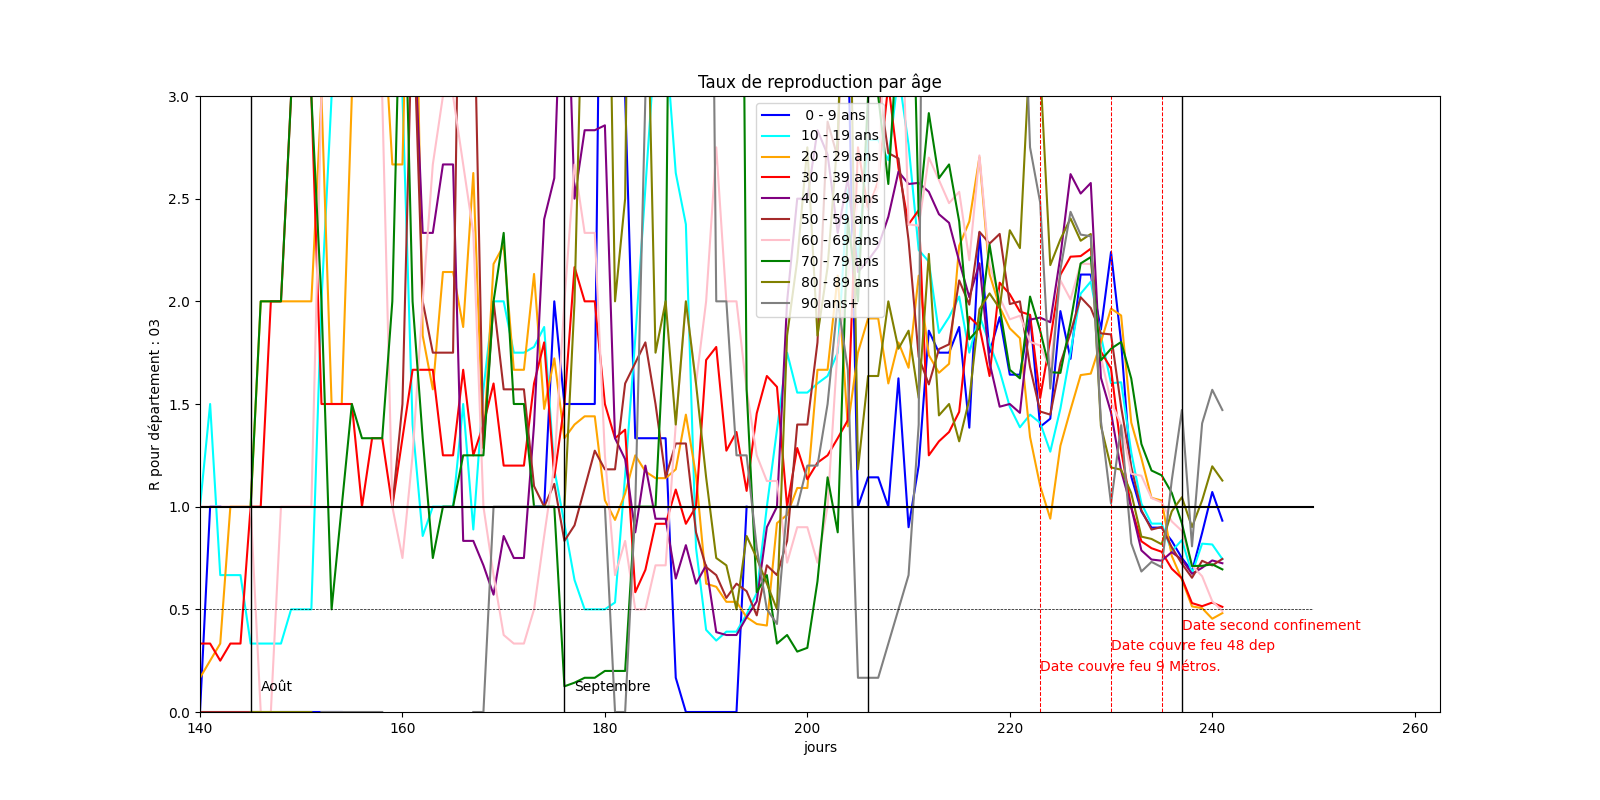 Taux de reproduction par âge
R pour département : 03
3.0
2.5
2.0
1.5
1.0
0.5
0.0
0 - 9 ans
10 - 19 ans
20 - 29 ans
30 - 39 ans
40 - 49 ans
50 - 59 ans
60 - 69 ans
70 - 79 ans
80 - 89 ans
90 ans+
Date second confinement
Date couvre feu 48 dep
Date couvre feu 9 Métros.
Août
Septembre
140 160 180 200 220 240 260
jours